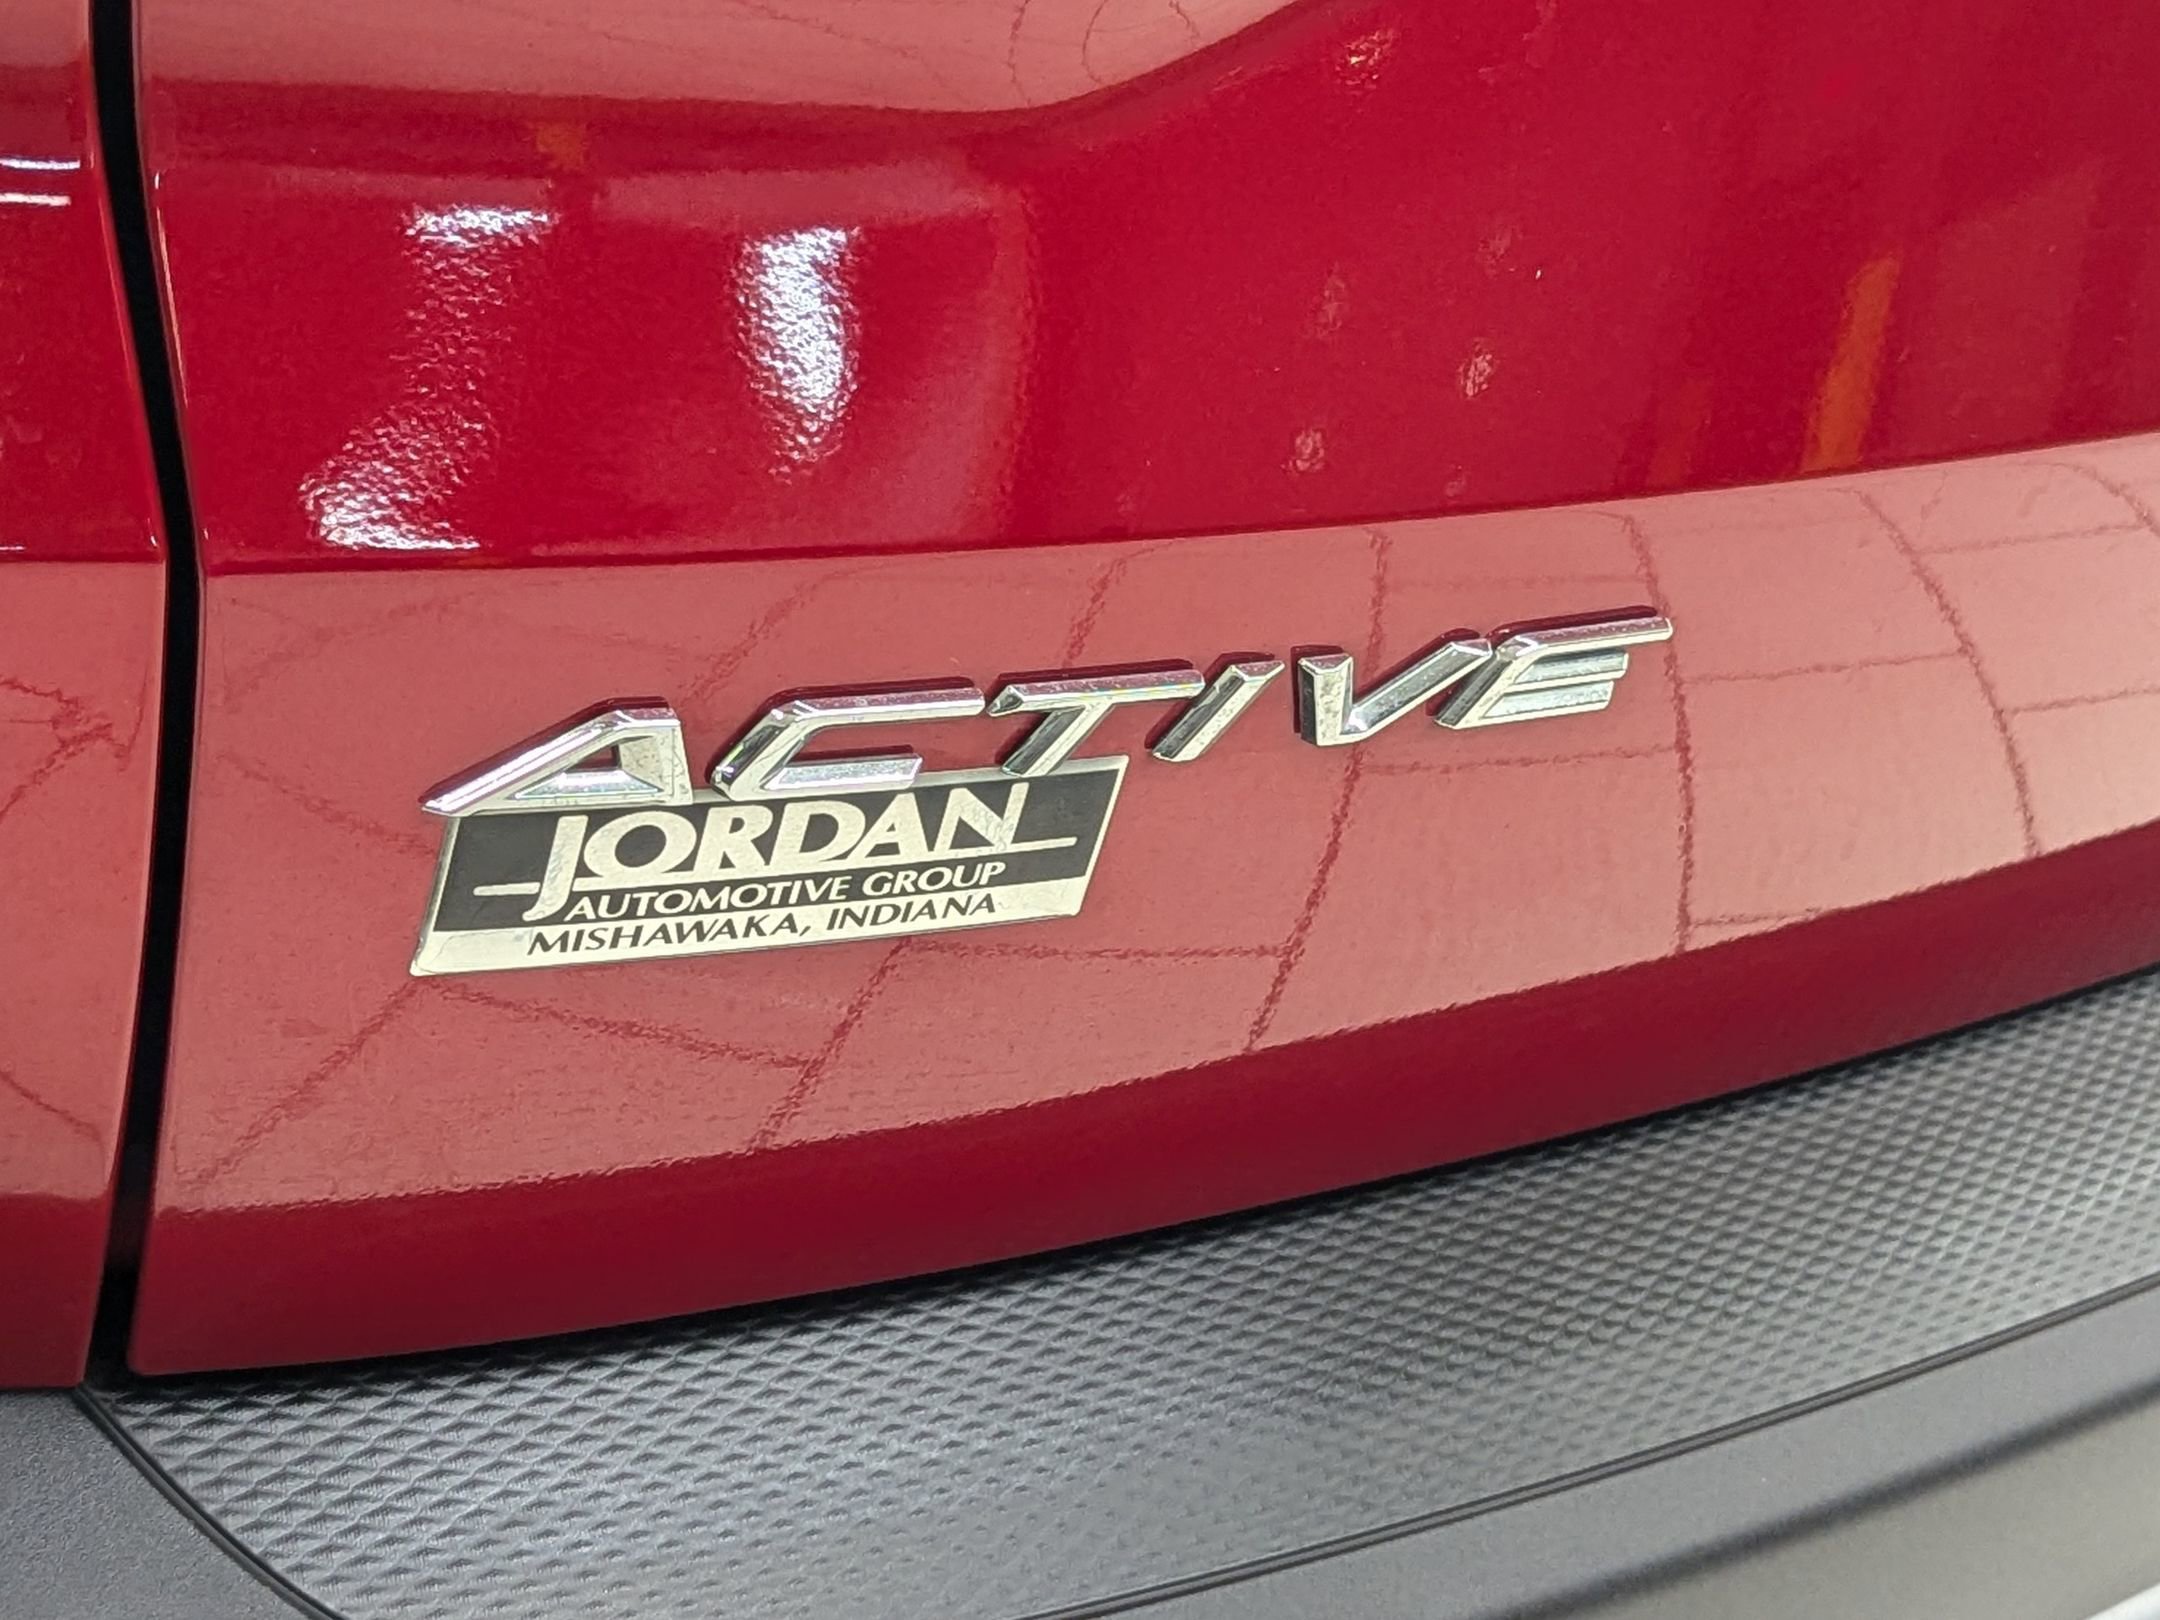 ACTIVE
JORDAN
AUTOMOTIVE GROUP
MISHAWAKA, INDIANA